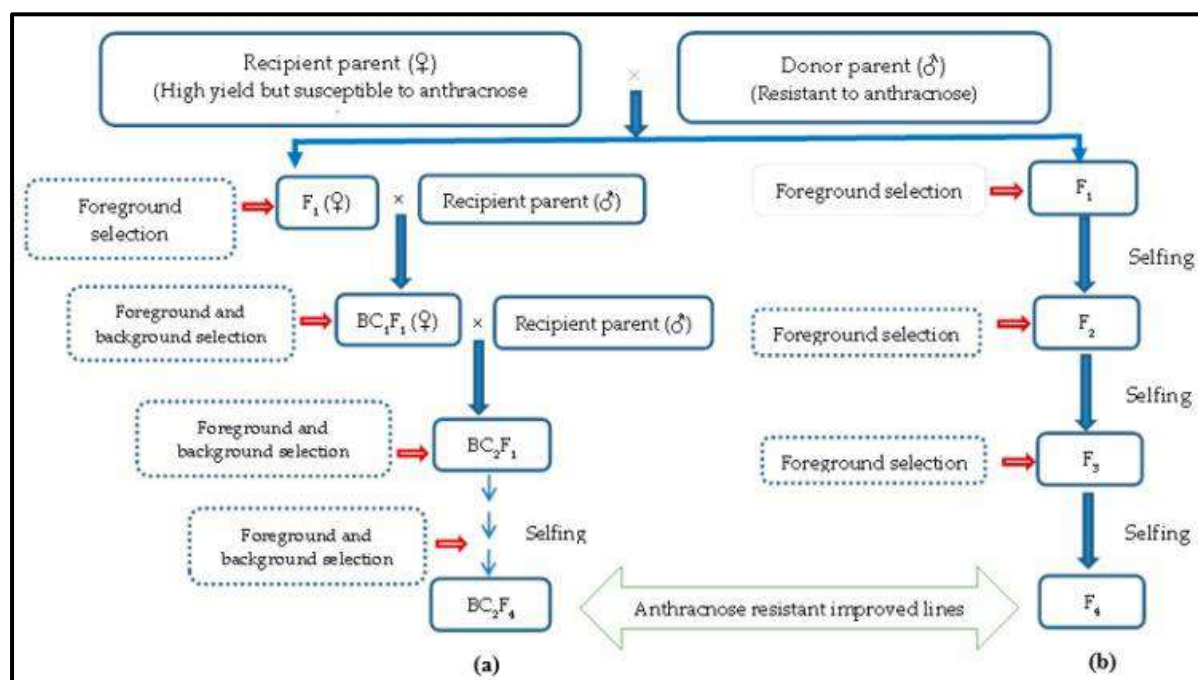 Recipient parent (♀)
(High yield but susceptible to anthracnose
.
×
Donor parent (♂)
(Resistant to anthracnose)
Foreground
selection
F₁ (♀)
×
Recipient parent (♂)
Foreground selection
F₁
Selfing
Foreground and
background selection
BC₁F₁ (♀)
×
Recipient parent (♂)
Foreground selection
F₂
Selfing
Foreground and
background selection
BC₂F₁
Foreground selection
F₃
Foreground and
background selection
Selfing
Selfing
BC₂F₄
Anthracnose resistant improved lines
F₄
(a)
(b)